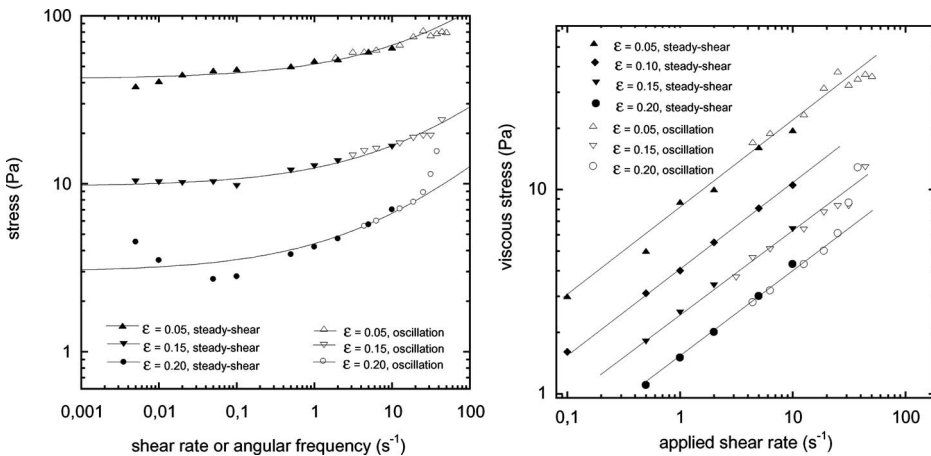 100
10
1
stress (Pa)
ε = 0.05, steady-shear
ε = 0.15, steady-shear
ε = 0.20, steady-shear
ε = 0.05, oscillation
ε = 0.15, oscillation
ε = 0.20, oscillation
0,001 0,01 0,1 1 10 100
shear rate or angular frequency (s⁻¹)
ε = 0.05, steady-shear
ε = 0.10, steady-shear
ε = 0.15, steady-shear
ε = 0.20, steady-shear
ε = 0.05, oscillation
ε = 0.15, oscillation
ε = 0.20, oscillation
viscous stress (Pa)
10
1
0,1 1 10 100
applied shear rate (s⁻¹)